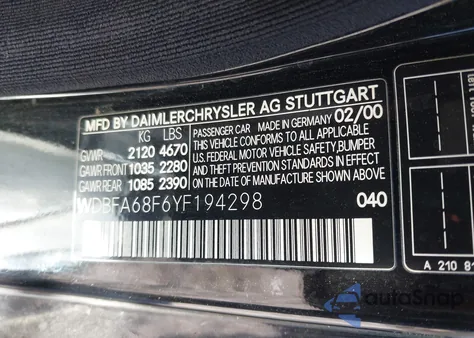 MFD BY DAIMLERCHRYSLER AG STUTTGART
KG LBS
GVWR 2120 4670
GAWR FRONT 1035 2280
GAWR REAR 1085 2390
PASSENGER CAR MADE IN GERMANY 02/00
THIS VEHICLE CONFORMS TO ALL APPLICABLE
U.S. FEDERAL MOTOR VEHICLE SAFETY,BUMPER
AND THEFT PREVENTION STANDARDS IN EFFECT
ON THE DATE OF MANUFACTURE SHOWN ABOVE.
WDBFA68F6YF194298 040
A 210 8
AutoSnap